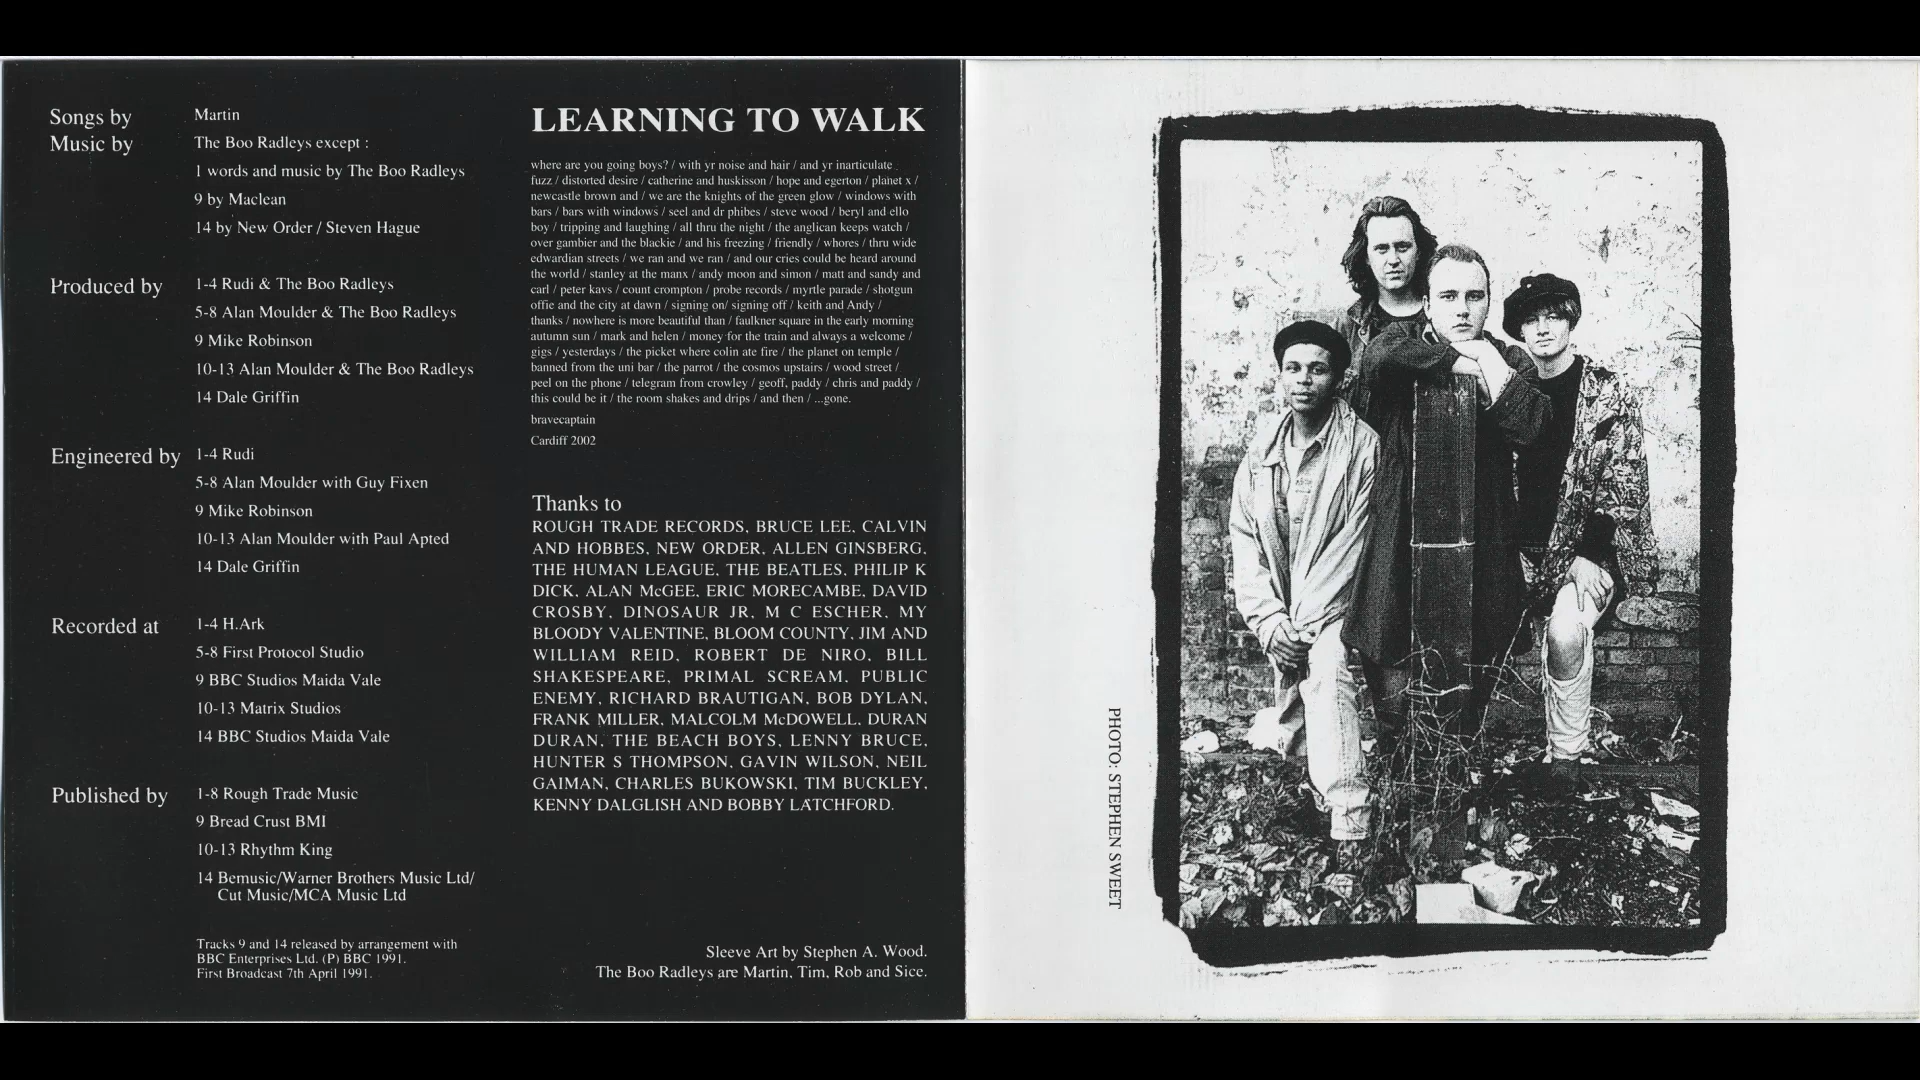 Songs by Martin
Music by The Boo Radleys except :
1 words and music by The Boo Radleys
9 by Maclean
14 by New Order / Steven Hague
Produced by 1-4 Rudi & The Boo Radleys
5-8 Alan Moulder & The Boo Radleys
9 Mike Robinson
10-13 Alan Moulder & The Boo Radleys
14 Dale Griffin
Engineered by 1-4 Rudi
5-8 Alan Moulder with Guy Fixen
9 Mike Robinson
10-13 Alan Moulder with Paul Apted
14 Dale Griffin
Recorded at 1-4 H.Ark
5-8 First Protocol Studio
9 BBC Studios Maida Vale
10-13 Matrix Studios
14 BBC Studios Maida Vale
Published by 1-8 Rough Trade Music
9 Bread Crust BMI
10-13 Rhythm King
14 Bemusic/Warner Brothers Music Ltd/
Cut Music/MCA Music Ltd
Tracks 9 and 14 released by arrangement with
BBC Enterprises Ltd. (P) BBC 1991.
First Broadcast 7th April 1991.
LEARNING TO WALK
where are you going boys? / with yr noise and hair / and yr inarticulate
fuzz / distorted desire / catherine and huskisson / hope and egerton / planet x /
newcastle brown and / we are the knights of the green glow / windows with
bars / bars with windows / seel and dr phibes / steve wood / beryl and ello
boy / tripping and laughing / all thru the night / the anglican keeps watch /
over gambier and the blackie / and his freezing / friendly / whores / thru wide
edwardian streets / we ran and we ran / and our cries could be heard around
the world / stanley at the manx / andy moon and simon / matt and sandy and
carl / peter kavs / count crompton / probe records / myrtle parade / shotgun
offie and the city at dawn / signing on/ signing off / keith and Andy /
thanks / nowhere is more beautiful than / faulkner square in the early morning
autumn sun / mark and helen / money for the train and always a welcome /
gigs / yesterdays / the picket where colin ate fire / the planet on temple /
banned from the uni bar / the parrot / the cosmos upstairs / wood street /
peel on the phone / telegram from crowley / geoff, paddy / chris and paddy /
this could be it / the room shakes and drips / and then / ...gone.
bravecaptain
Cardiff 2002
Thanks to
ROUGH TRADE RECORDS, BRUCE LEE, CALVIN
AND HOBBES, NEW ORDER, ALLEN GINSBERG,
THE HUMAN LEAGUE, THE BEATLES, PHILIP K
DICK, ALAN McGEE, ERIC MORECAMBE, DAVID
CROSBY, DINOSAUR JR, M C ESCHER, MY
BLOODY VALENTINE, BLOOM COUNTY, JIM AND
WILLIAM REID, ROBERT DE NIRO, BILL
SHAKESPEARE, PRIMAL SCREAM, PUBLIC
ENEMY, RICHARD BRAUTIGAN, BOB DYLAN,
FRANK MILLER, MALCOLM McDOWELL, DURAN
DURAN, THE BEACH BOYS, LENNY BRUCE,
HUNTER S THOMPSON, GAVIN WILSON, NEIL
GAIMAN, CHARLES BUKOWSKI, TIM BUCKLEY,
KENNY DALGLISH AND BOBBY LATCHFORD.
Sleeve Art by Stephen A. Wood.
The Boo Radleys are Martin, Tim, Rob and Sice.
PHOTO: STEPHEN SWEET